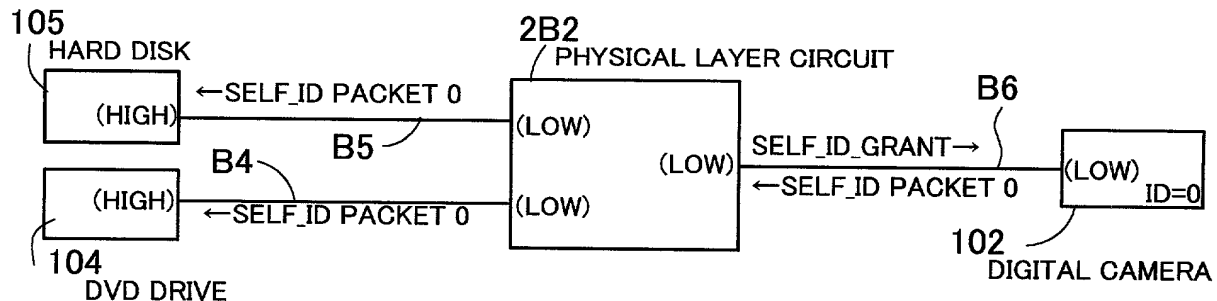 105
HARD DISK
(HIGH)
←SELF_ID PACKET 0
B5
2B2
PHYSICAL LAYER CIRCUIT
(LOW)
(LOW)
(LOW)
SELF_ID_GRANT→
←SELF_ID PACKET 0
B6
(LOW)
ID=0
102
DIGITAL CAMERA
B4
(HIGH)
←SELF_ID PACKET 0
104
DVD DRIVE